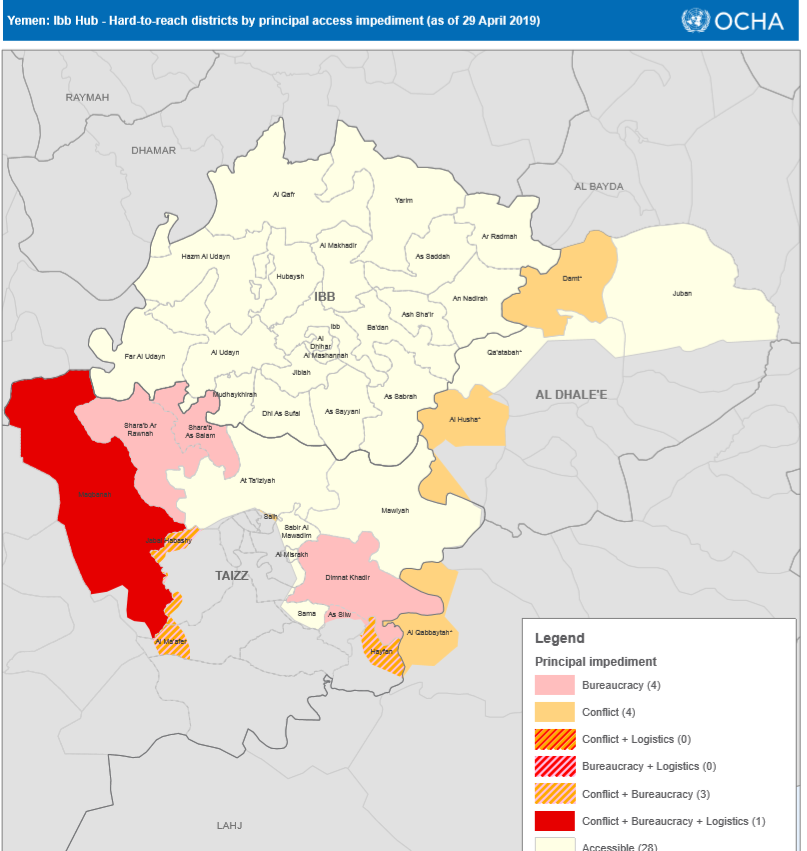 Yemen: Ibb Hub - Hard-to-reach districts by principal access impediment (as of 29 April 2019)
OCHA
RAYMAH
DHAMAR
AL BAYDA
Al Qafr
Yarim
Ar Radmah
Hazm Al Udayn
Al Makhadir
As Saddah
Hubaysh
Damt*
Juban
IBB
An Nadirah
Ash Sha'ir
Ibb
Ba'dan
Al
Dhihar
Al Mashannah
Far Al Udayn
Al Udayn
Qa'atabah*
Jiblah
Mudhaykhirah
AL DHALE'E
As Sabrah
Dhi As Sufal
As Sayyani
Al Husha*
Shara'b Ar
Rawnah
Shara'b
As Salam
At Ta'iziyah
Mawiyah
Salh
Sabir Al
Mawadim
Habashy
Al Misrakh
TAIZZ
Dimnat Khadir
Sama
As Silw
Al Qabbaytah*
Al Ma'afer
Hayfan
LAHJ
Legend
Principal impediment
Bureaucracy (4)
Conflict (4)
Conflict + Logistics (0)
Bureaucracy + Logistics (0)
Conflict + Bureaucracy (3)
Conflict + Bureaucracy + Logistics (1)
Accessible (28)